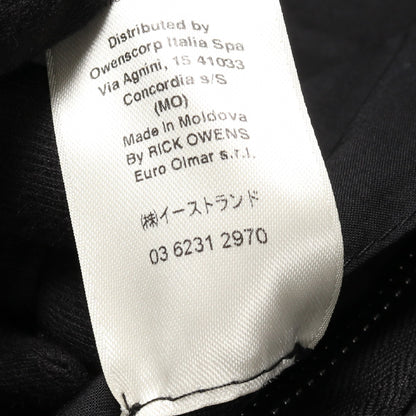 Distributed by
Owenscorp Italia Spa
Via Agnini, 15 41033
Concordia s/S
(MO)
Made in Moldova
By RICK OWENS
Euro Olmar s.r.l.
㈱イーストランド
03 6231 2970